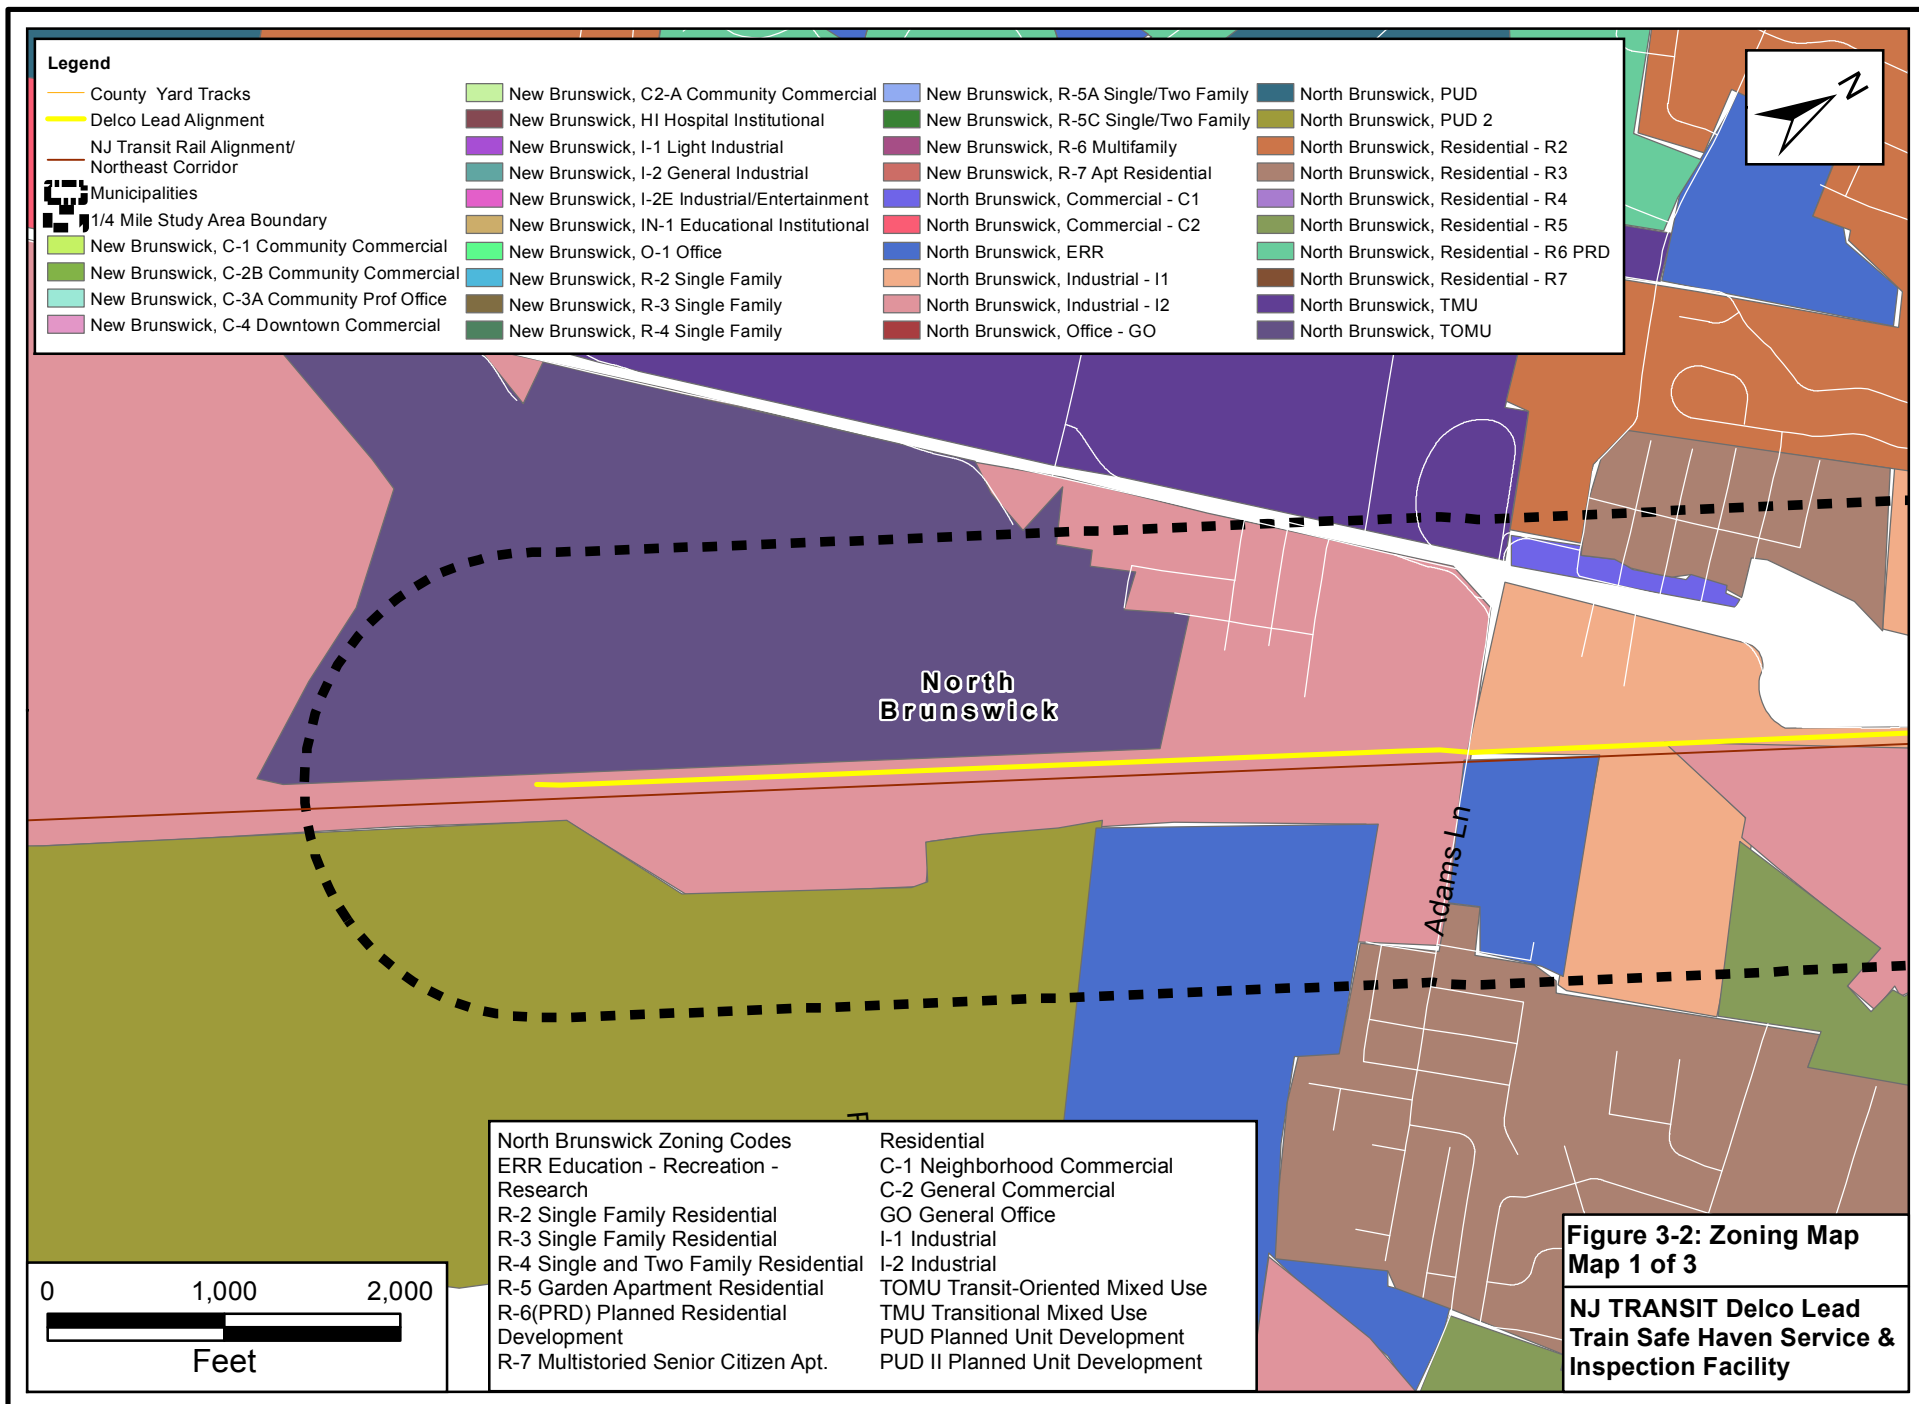 Legend
County Yard Tracks
Delco Lead Alignment
NJ Transit Rail Alignment/
Northeast Corridor
Municipalities
1/4 Mile Study Area Boundary
New Brunswick, C-1 Community Commercial
New Brunswick, C-2B Community Commercial
New Brunswick, C-3A Community Prof Office
New Brunswick, C-4 Downtown Commercial
New Brunswick, C2-A Community Commercial
New Brunswick, HI Hospital Institutional
New Brunswick, I-1 Light Industrial
New Brunswick, I-2 General Industrial
New Brunswick, I-2E Industrial/Entertainment
New Brunswick, IN-1 Educational Institutional
New Brunswick, O-1 Office
New Brunswick, R-2 Single Family
New Brunswick, R-3 Single Family
New Brunswick, R-4 Single Family
New Brunswick, R-5A Single/Two Family
New Brunswick, R-5C Single/Two Family
New Brunswick, R-6 Multifamily
New Brunswick, R-7 Apt Residential
North Brunswick, Commercial - C1
North Brunswick, Commercial - C2
North Brunswick, ERR
North Brunswick, Industrial - I1
North Brunswick, Industrial - I2
North Brunswick, Office - GO
North Brunswick, PUD
North Brunswick, PUD 2
North Brunswick, Residential - R2
North Brunswick, Residential - R3
North Brunswick, Residential - R4
North Brunswick, Residential - R5
North Brunswick, Residential - R6 PRD
North Brunswick, Residential - R7
North Brunswick, TMU
North Brunswick, TOMU
N
North
Brunswick
Adams Ln
North Brunswick Zoning Codes
ERR Education - Recreation -
Research
R-2 Single Family Residential
R-3 Single Family Residential
R-4 Single and Two Family Residential
R-5 Garden Apartment Residential
R-6(PRD) Planned Residential
Development
R-7 Multistoried Senior Citizen Apt.
Residential
C-1 Neighborhood Commercial
C-2 General Commercial
GO General Office
I-1 Industrial
I-2 Industrial
TOMU Transit-Oriented Mixed Use
TMU Transitional Mixed Use
PUD Planned Unit Development
PUD II Planned Unit Development
0 1,000 2,000
Feet
Figure 3-2: Zoning Map
Map 1 of 3
NJ TRANSIT Delco Lead
Train Safe Haven Service &
Inspection Facility